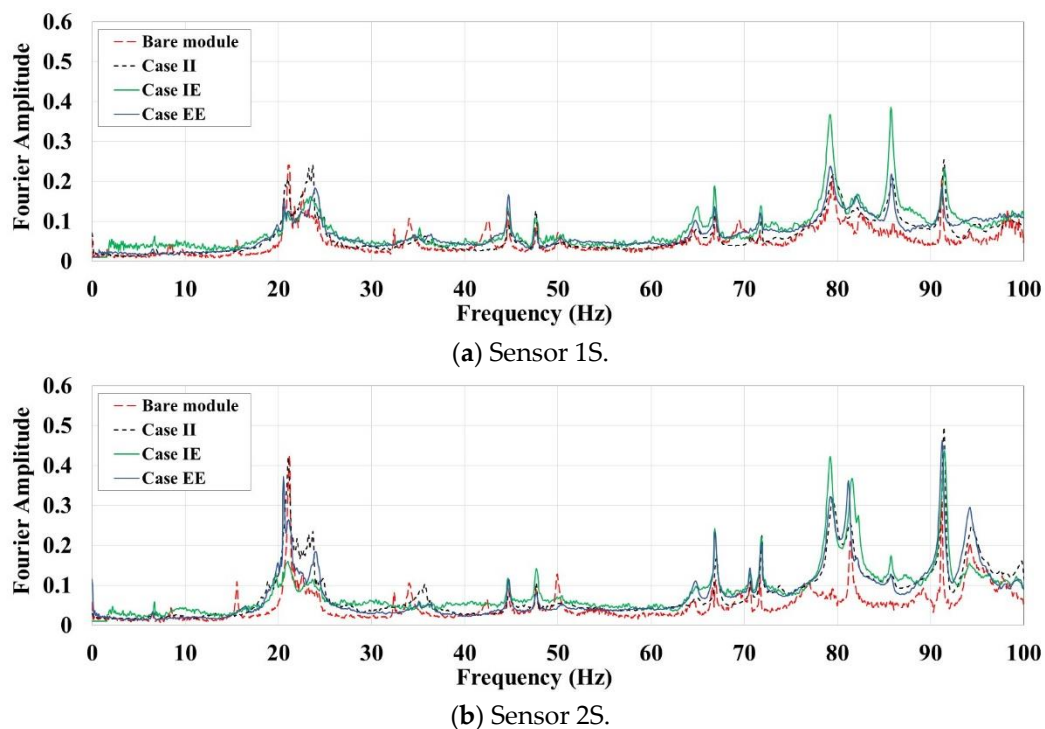 0.6
0.5
0.4
0.3
0.2
0.1
0
Fourier Amplitude
Bare module
Case II
Case IE
Case EE
0 10 20 30 40 50 60 70 80 90 100
Frequency (Hz)
(a) Sensor 1S.
0.6
0.5
0.4
0.3
0.2
0.1
0
Fourier Amplitude
Bare module
Case II
Case IE
Case EE
0 10 20 30 40 50 60 70 80 90 100
Frequency (Hz)
(b) Sensor 2S.